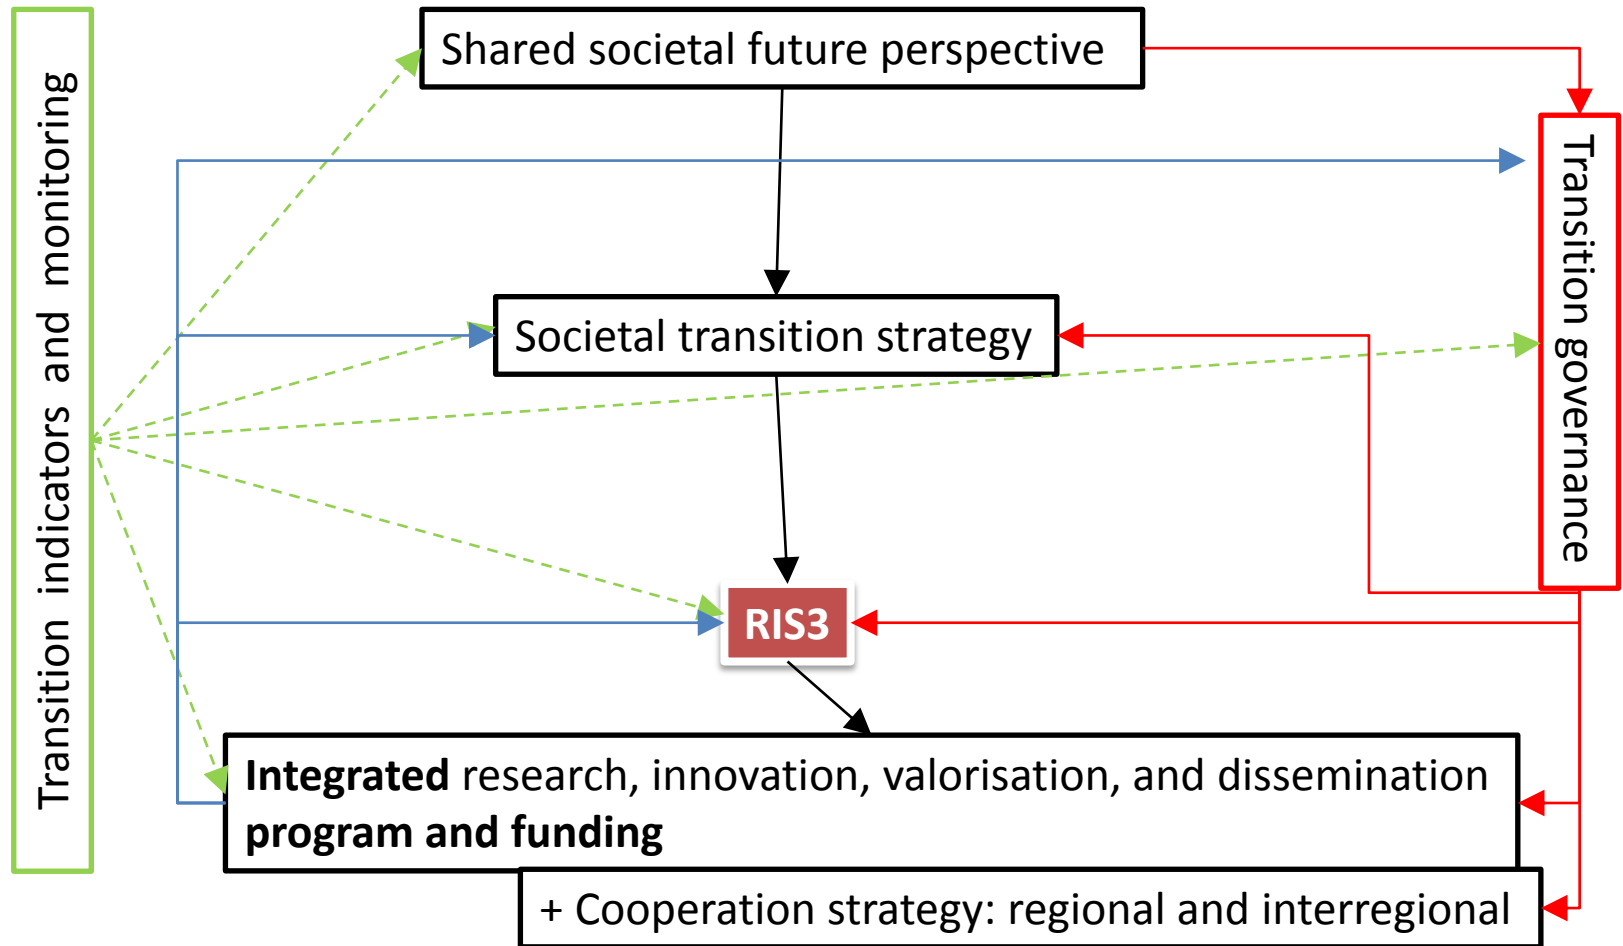 Transition indicators and monitoring
Shared societal future perspective
Transition governance
Societal transition strategy
RIS3
Integrated research, innovation, valorisation, and dissemination
program and funding
+ Cooperation strategy: regional and interregional